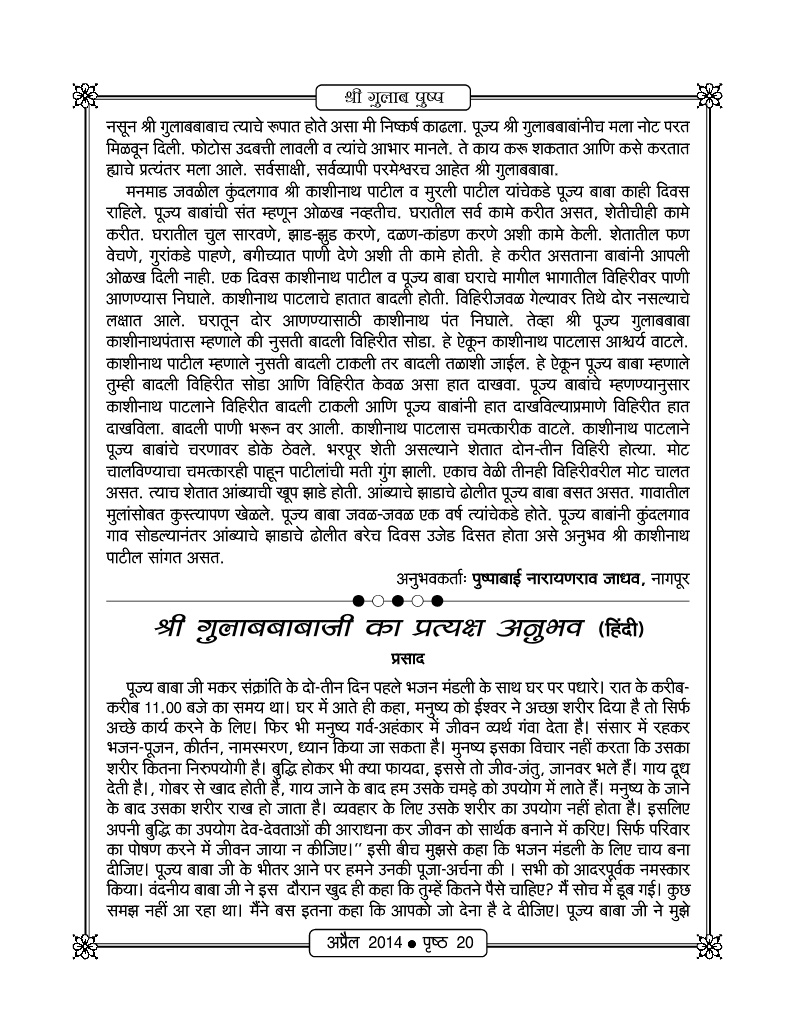 श्री गुलाब पुष्प
नसून श्री गुलाबबाबाच त्याचे रूपात होते असा मी निष्कर्ष काढला. पूज्य श्री गुलाबबाबांनीच मला नोट परत
मिळवून दिली. फोटोस उदबत्ती लावली व त्यांचे आभार मानले. ते काय करू शकतात आणि कसे करतात
ह्याचे प्रत्यंतर मला आले. सर्वसाक्षी, सर्वव्यापी परमेश्वरच आहेत श्री गुलाबबाबा.
मनमाड जवळील कुंदलगाव श्री काशीनाथ पाटील व मुरली पाटील यांचेकडे पूज्य बाबा काही दिवस
राहिले. पूज्य बाबांची संत म्हणून ओळख नव्हतीच. घरातील सर्व कामे करीत असत, शेतीचीही कामे
करीत. घरातील चुल सारवणे, झाड-झुड करणे, दळण-कांडण करणे अशी कामे केली. शेतातील फण
वेचणे, गुरांकडे पाहणे, बगीच्यात पाणी देणे अशी ती कामे होती. हे करीत असताना बाबांनी आपली
ओळख दिली नाही. एक दिवस काशीनाथ पाटील व पूज्य बाबा घराचे मागील भागातील विहिरीवर पाणी
आणण्यास निघाले. काशीनाथ पाटलाचे हातात बादली होती. विहिरीजवळ गेल्यावर तिथे दोर नसल्याचे
लक्षात आले. घरातून दोर आणण्यासाठी काशीनाथ पंत निघाले. तेव्हा श्री पूज्य गुलाबबाबा
काशीनाथपंतास म्हणाले की नुसती बादली विहिरीत सोडा. हे ऐकून काशीनाथ पाटलास आश्चर्य वाटले.
काशीनाथ पाटील म्हणाले नुसती बादली टाकली तर बादली तळाशी जाईल. हे ऐकून पूज्य बाबा म्हणाले
तुम्ही बादली विहिरीत सोडा आणि विहिरीत केवळ असा हात दाखवा. पूज्य बाबांचे म्हणण्यानुसार
काशीनाथ पाटलाने विहिरीत बादली टाकली आणि पूज्य बाबांनी हात दाखविल्याप्रमाणे विहिरीत हात
दाखविला. बादली पाणी भरून वर आली. काशीनाथ पाटलास चमत्कारीक वाटले. काशीनाथ पाटलाने
पूज्य बाबांचे चरणावर डोके ठेवले. भरपूर शेती असल्याने शेतात दोन-तीन विहिरी होत्या. मोट
चालविण्याचा चमत्कारही पाहून पाटीलांची मती गुंग झाली. एकाच वेळी तीनही विहिरीवरील मोट चालत
असत. त्याच शेतात आंब्याची खूप झाडे होती. आंब्याचे झाडाचे ढोलीत पूज्य बाबा बसत असत. गावातील
मुलांसोबत कुस्त्यापण खेळले. पूज्य बाबा जवळ-जवळ एक वर्ष त्यांचेकडे होते. पूज्य बाबांनी कुंदलगाव
गाव सोडल्यानंतर आंब्याचे झाडाचे ढोलीत बरेच दिवस उजेड दिसत होता असे अनुभव श्री काशीनाथ
पाटील सांगत असत.
अनुभवकर्ताः पुष्पाबाई नारायणराव जाधव, नागपूर
श्री गुलाबबाबाजी का प्रत्यक्ष अनुभव (हिंदी)
प्रसाद
पूज्य बाबा जी मकर संक्रांति के दो-तीन दिन पहले भजन मंडली के साथ घर पर पधारे। रात के करीब-
करीब 11.00 बजे का समय था। घर में आते ही कहा, मनुष्य को ईश्वर ने अच्छा शरीर दिया है तो सिर्फ
अच्छे कार्य करने के लिए। फिर भी मनुष्य गर्व-अहंकार में जीवन व्यर्थ गंवा देता है। संसार में रहकर
भजन-पूजन, कीर्तन, नामस्मरण, ध्यान किया जा सकता है। मुनष्य इसका विचार नहीं करता कि उसका
शरीर कितना निरुपयोगी है। बुद्धि होकर भी क्या फायदा, इससे तो जीव-जंतु, जानवर भले हैं। गाय दूध
देती है।, गोबर से खाद होती हैं, गाय जाने के बाद हम उसके चमड़े को उपयोग में लाते हैं। मनुष्य के जाने
के बाद उसका शरीर राख हो जाता है। व्यवहार के लिए उसके शरीर का उपयोग नहीं होता है। इसलिए
अपनी बुद्धि का उपयोग देव-देवताओं की आराधना कर जीवन को सार्थक बनाने में करिए। सिर्फ परिवार
का पोषण करने में जीवन जाया न कीजिए।’’ इसी बीच मुझसे कहा कि भजन मंडली के लिए चाय बना
दीजिए। पूज्य बाबा जी के भीतर आने पर हमने उनकी पूजा-अर्चना की । सभी को आदरपूर्वक नमस्कार
किया। वंदनीय बाबा जी ने इस दौरान खुद ही कहा कि तुम्हें कितने पैसे चाहिए? मैं सोच में डूब गई। कुछ
समझ नहीं आ रहा था। मैंने बस इतना कहा कि आपको जो देना है दे दीजिए। पूज्य बाबा जी ने मुझे
अप्रैल 2014 ● पृष्ठ 20